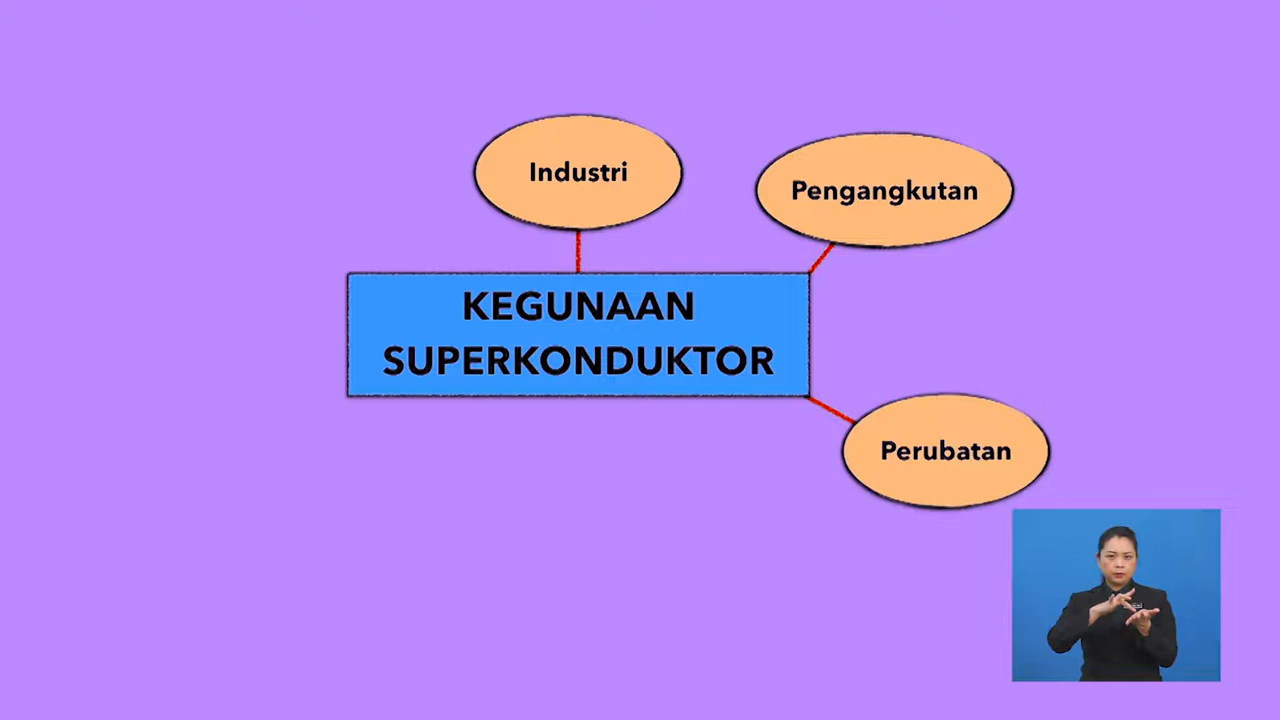 Industri
Pengangkutan
KEGUNAAN
SUPERKONDUKTOR
Perubatan